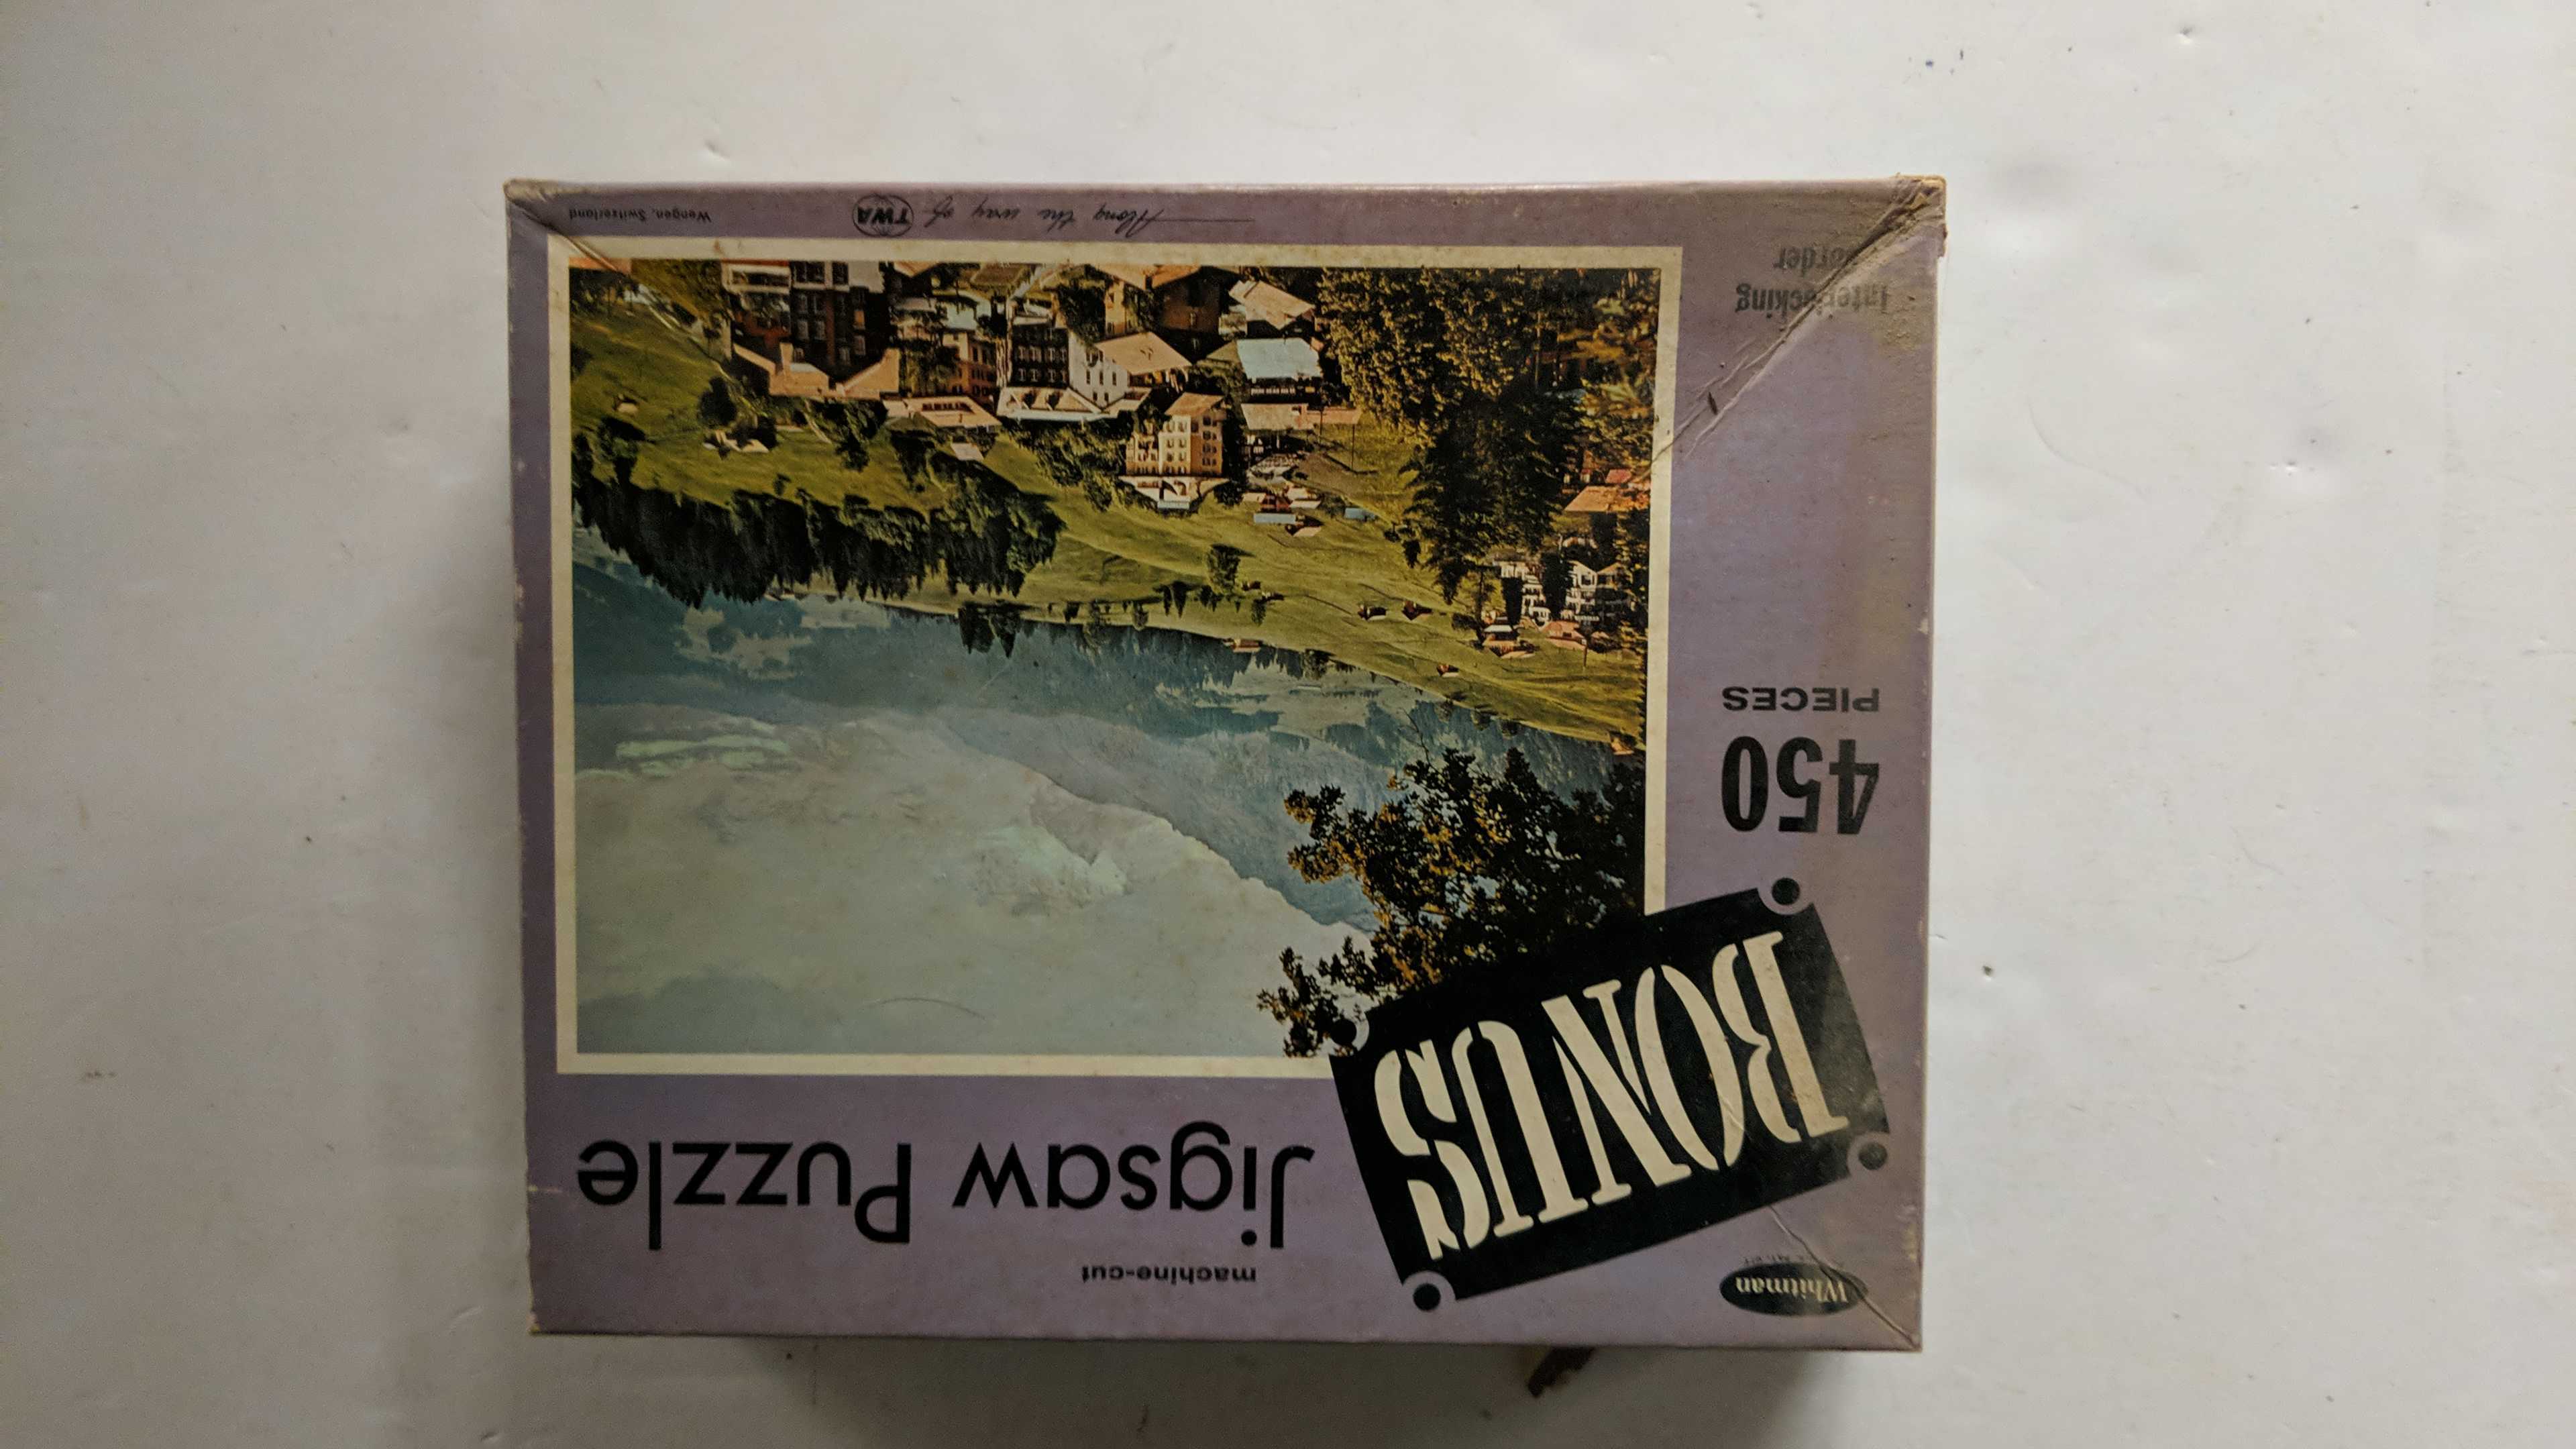 Whitman
BONUS
machine-cut
Jigsaw Puzzle
450
PIECES
Interlocking
Border
Along the way of TWA
Wengen, Switzerland